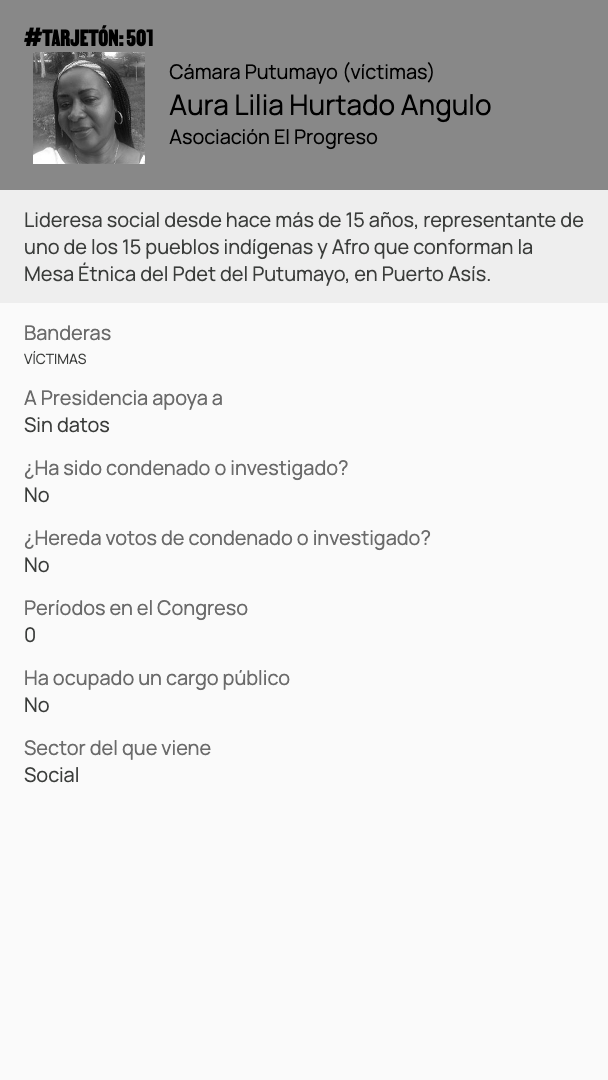 #TARJETÓN: 501
Cámara Putumayo (víctimas)
Aura Lilia Hurtado Angulo
Asociación El Progreso
Lideresa social desde hace más de 15 años, representante de
uno de los 15 pueblos indígenas y Afro que conforman la
Mesa Étnica del Pdet del Putumayo, en Puerto Asís.
Banderas
VÍCTIMAS
A Presidencia apoya a
Sin datos
¿Ha sido condenado o investigado?
No
¿Hereda votos de condenado o investigado?
No
Períodos en el Congreso
0
Ha ocupado un cargo público
No
Sector del que viene
Social